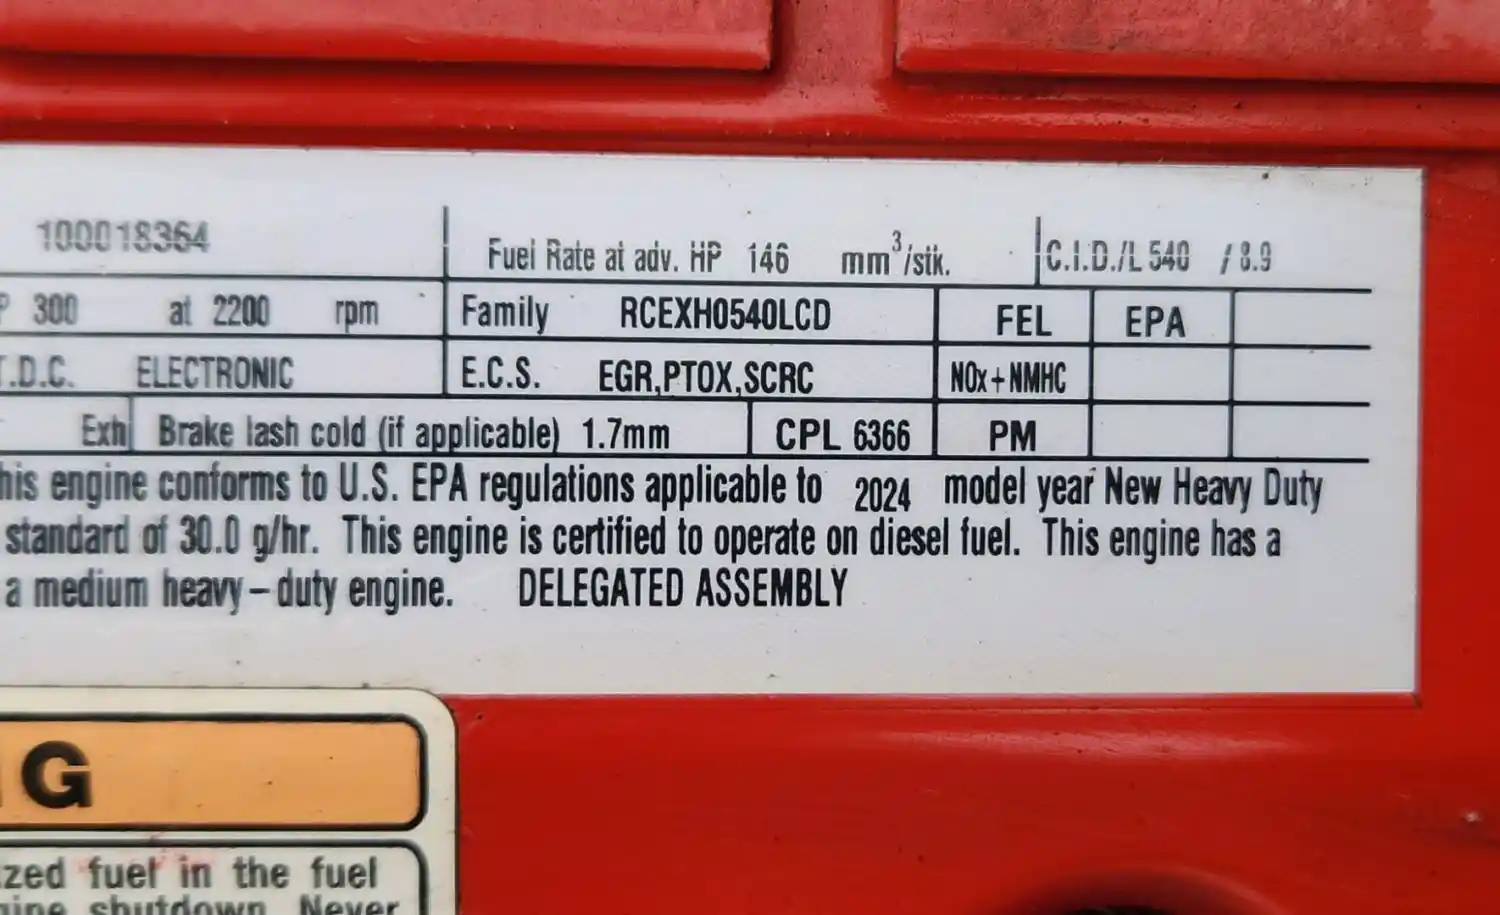 100018364 Fuel Rate at adv. HP 146 mm³/stk. C.I.D./L 540 / 8.9
P 300 at 2200 rpm Family RCEXH0540LCD FEL EPA
T.D.C. ELECTRONIC E.C.S. EGR,PTOX,SCRC NOx+NMHC
Exh Brake lash cold (if applicable) 1.7mm CPL 6366 PM
his engine conforms to U.S. EPA regulations applicable to 2024 model year New Heavy Duty
standard of 30.0 g/hr. This engine is certified to operate on diesel fuel. This engine has a
a medium heavy-duty engine. DELEGATED ASSEMBLY
G
zed fuel in the fuel
gine shutdown. Never